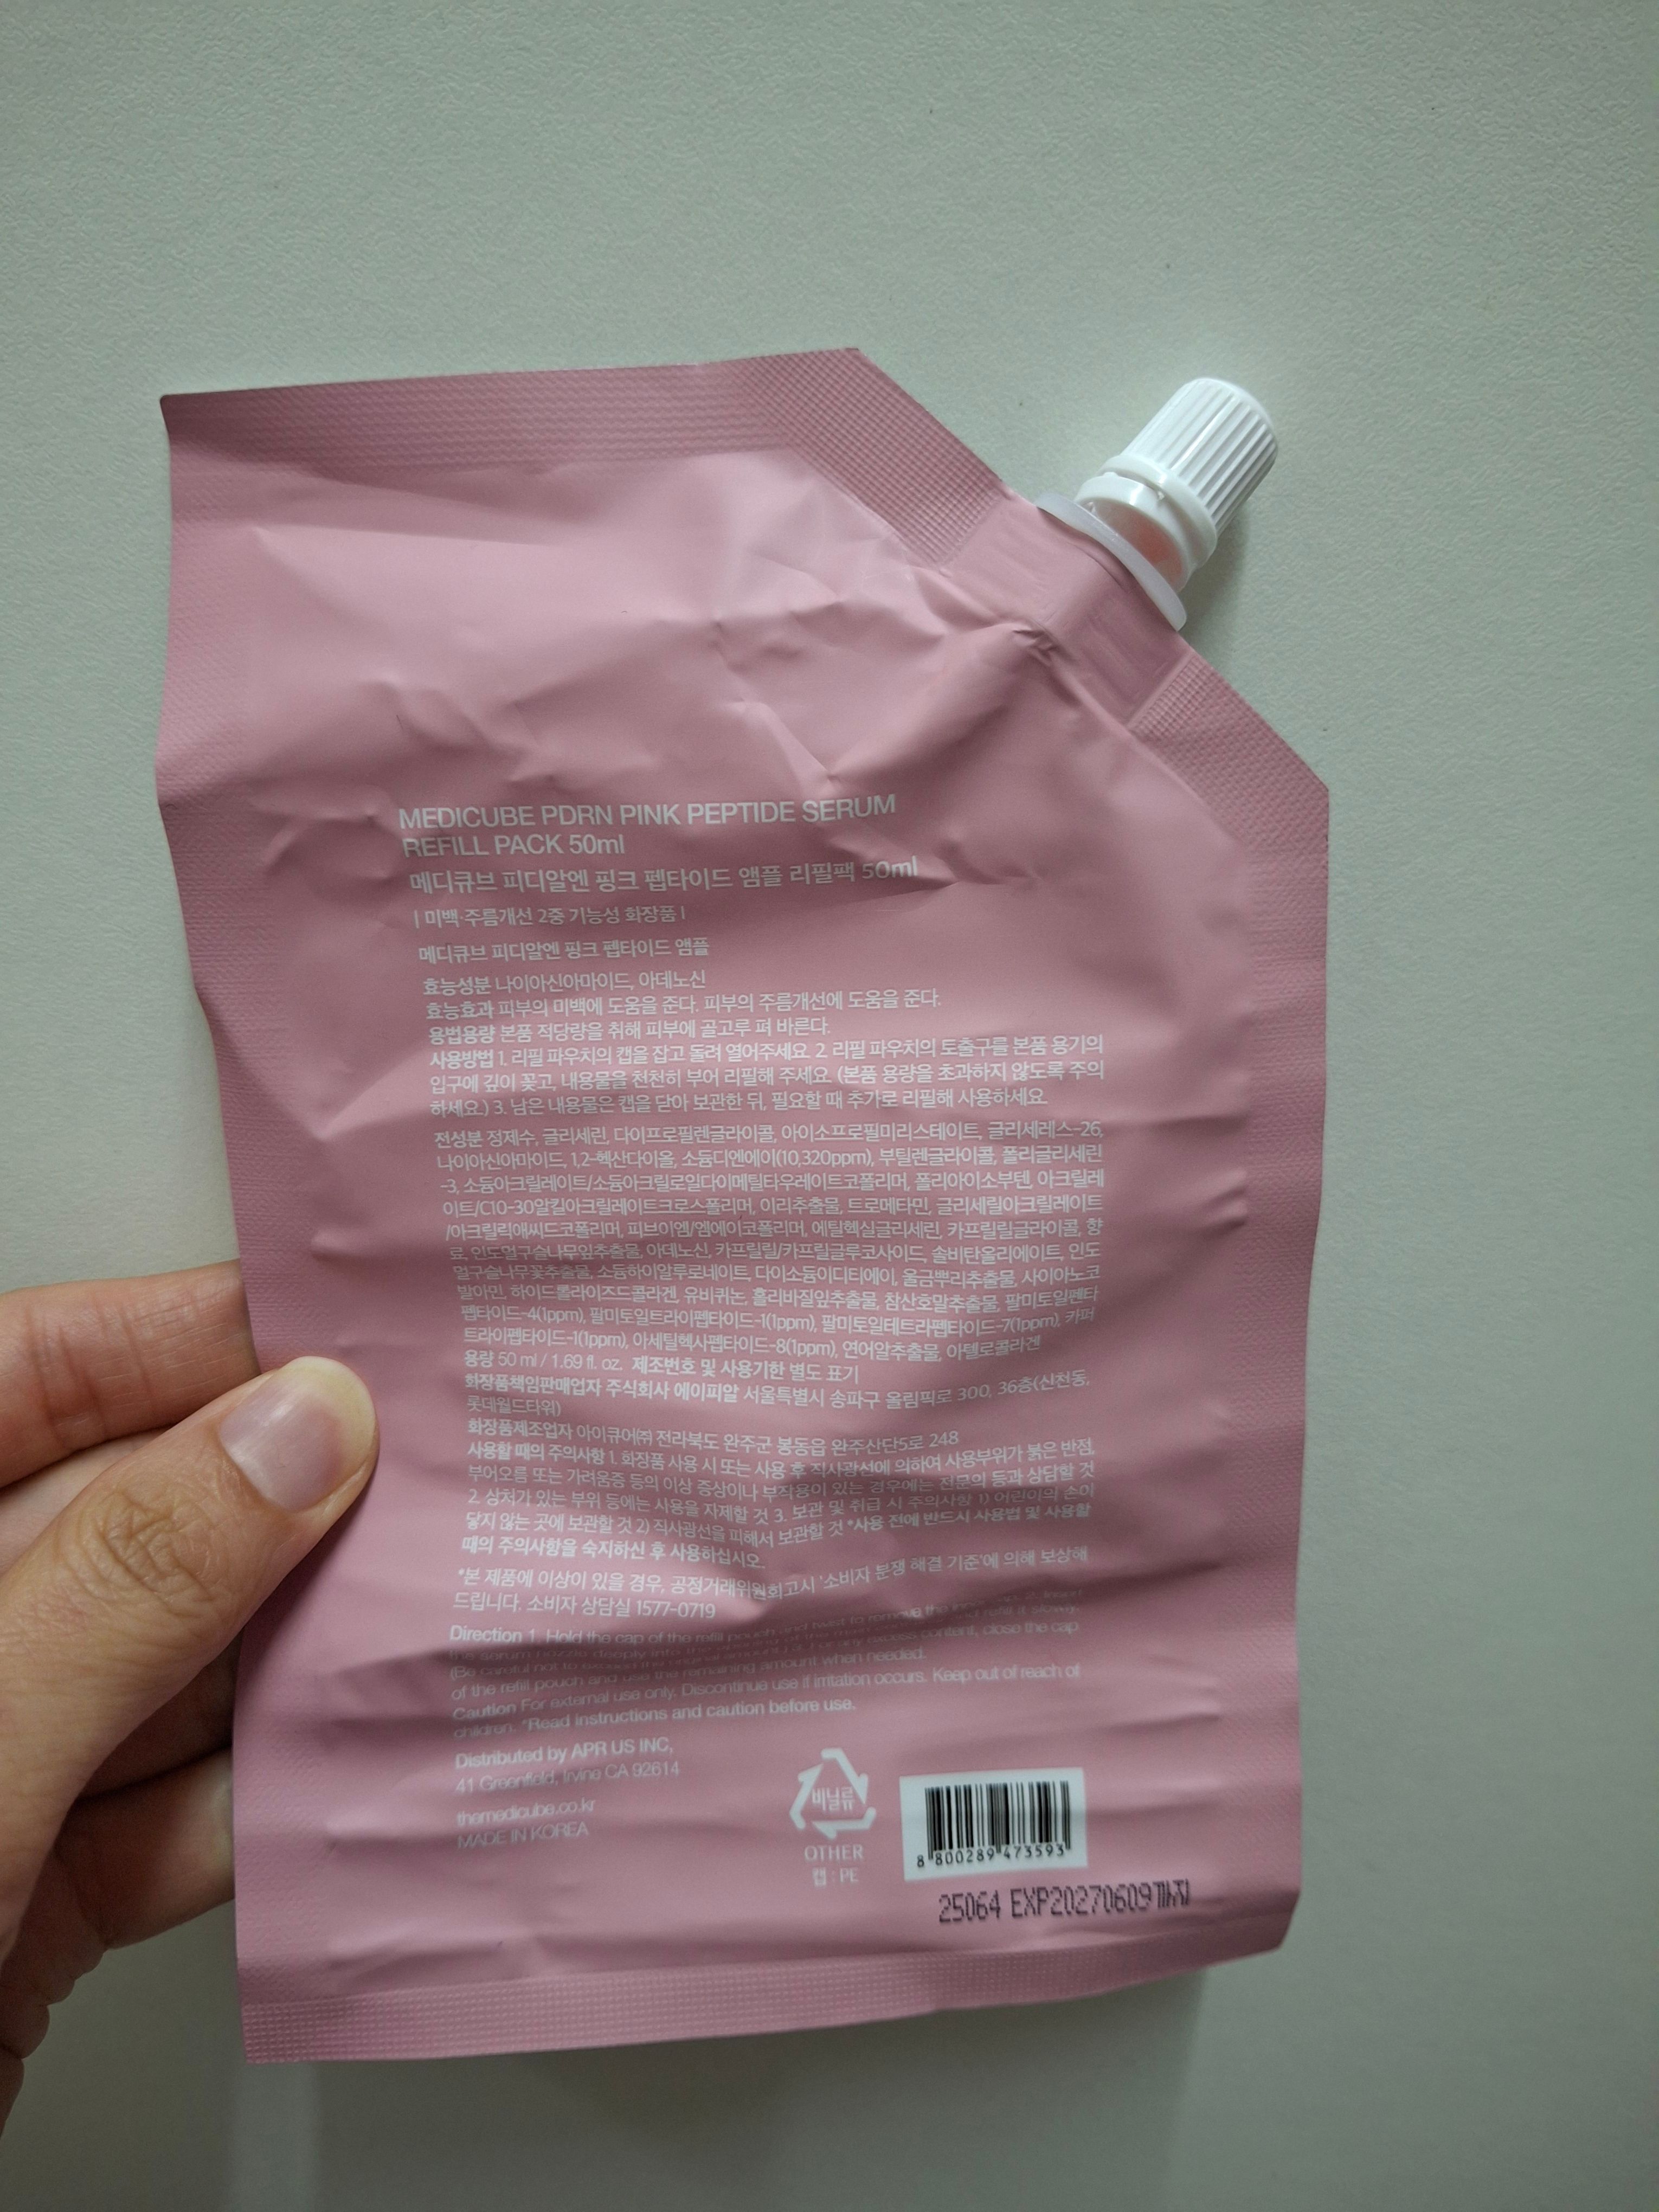 MEDICUBE PDRN PINK PEPTIDE SERUM
REFILL PACK 50ml
메디큐브 피디알엔 핑크 펩타이드 앰플 리필팩 50ml
| 미백·주름개선 2중 기능성 화장품 |
메디큐브 피디알엔 핑크 펩타이드 앰플
효능성분 나이아신아마이드, 아데노신
효능효과 피부의 미백에 도움을 준다. 피부의 주름개선에 도움을 준다.
용법용량 본품 적당량을 취해 피부에 골고루 펴 바른다.
사용방법 1. 리필 파우치의 캡을 잡고 돌려 열어주세요. 2. 리필 파우치의 토출구를 본품 용기의
입구에 깊이 꽂고, 내용물을 천천히 부어 리필해 주세요. (본품 용량을 초과하지 않도록 주의
하세요.) 3. 남은 내용물은 캡을 닫아 보관한 뒤, 필요할 때 추가로 리필해 사용하세요.
전성분 정제수, 글리세린, 다이프로필렌글라이콜, 아이소프로필미리스테이트, 글리세레스-26,
나이아신아마이드, 1,2-헥산다이올, 소듐디엔에이(10,320ppm), 부틸렌글라이콜, 폴리글리세린
-3, 소듐아크릴레이트/소듐아크릴로일다이메틸타우레이트코폴리머, 폴리아이소부텐, 아크릴레
이트/C10-30알킬아크릴레이트크로스폴리머, 이리추출물, 트로메타민, 글리세릴아크릴레이트
/아크릴릭애씨드코폴리머, 피브이엠/엠에이코폴리머, 에틸헥실글리세린, 카프릴릴글라이콜, 향
료, 인도멀구슬나무잎추출물, 아데노신, 카프릴릴/카프릴글루코사이드, 솔비탄올리에이트, 인도
멀구슬나무꽃추출물, 소듐하이알루로네이트, 다이소듐이디티에이, 울금뿌리추출물, 사이아노코
발아민, 하이드롤라이즈드콜라겐, 유비퀴논, 홀리바질잎추출물, 참산호말추출물, 팔미토일펜타
펩타이드-4(1ppm), 팔미토일트라이펩타이드-1(1ppm), 팔미토일테트라펩타이드-7(1ppm), 카퍼
트라이펩타이드-1(1ppm), 아세틸헥사펩타이드-8(1ppm), 연어알추출물, 아텔로콜라겐
용량 50 ml / 1.69 fl. oz. 제조번호 및 사용기한 별도 표기
화장품책임판매업자 주식회사 에이피알 서울특별시 송파구 올림픽로 300, 36층(신천동,
롯데월드타워)
화장품제조업자 아이큐어㈜ 전라북도 완주군 봉동읍 완주산단5로 248
사용할 때의 주의사항 1. 화장품 사용 시 또는 사용 후 직사광선에 의하여 사용부위가 붉은 반점,
부어오름 또는 가려움증 등의 이상 증상이나 부작용이 있는 경우에는 전문의 등과 상담할 것
2. 상처가 있는 부위 등에는 사용을 자제할 것 3. 보관 및 취급 시 주의사항 1) 어린이의 손이
닿지 않는 곳에 보관할 것 2) 직사광선을 피해서 보관할 것 *사용 전에 반드시 사용법 및 사용할
때의 주의사항을 숙지하신 후 사용하십시오.
*본 제품에 이상이 있을 경우, 공정거래위원회고시 '소비자 분쟁 해결 기준'에 의해 보상해
드립니다. 소비자 상담실 1577-0719
Direction 1. Hold the cap of the refill pouch and twist to remove the
the serum nozzle deeply into the refill it slowly.
(Be careful not to excess content, close the cap
of the refill pouch and use the remaining amount when needed.
Caution For external use only. Discontinue use if irritation occurs. Keep out of reach of
children. *Read instructions and caution before use.
Distributed by APR US INC,
41 Greenfield, Irvine CA 92614
themedicube.co.kr
MADE IN KOREA
비닐류
OTHER
캡 : PE
8 800289 473593
25064 EXP20270609까지